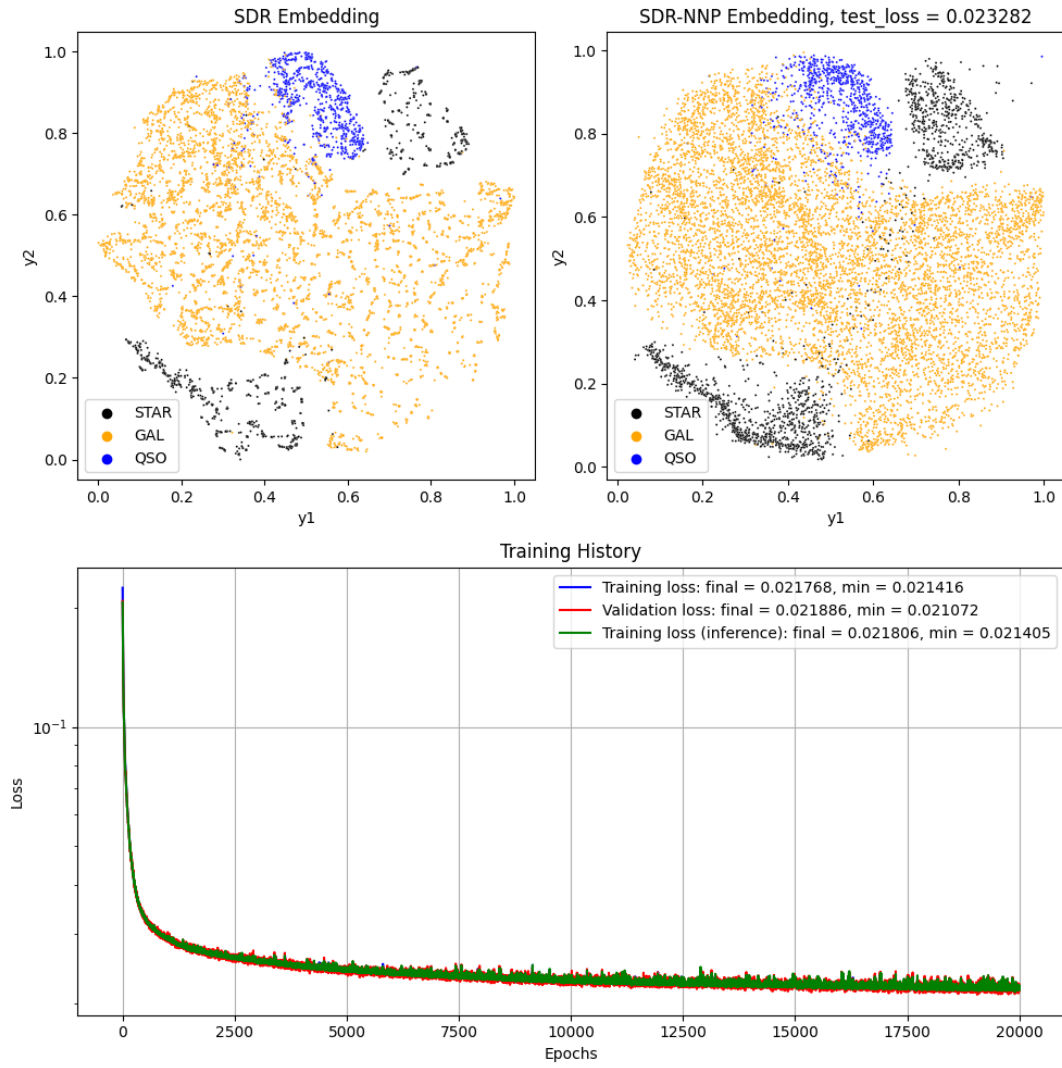 SDR Embedding
1.0
0.8
0.6
0.4
0.2
0.0
y2
STAR
GAL
QSO
0.0 0.2 0.4 0.6 0.8 1.0
y1
SDR-NNP Embedding, test_loss = 0.023282
1.0
0.8
0.6
0.4
0.2
0.0
y2
STAR
GAL
QSO
0.0 0.2 0.4 0.6 0.8 1.0
y1
Training History
Training loss: final = 0.021768, min = 0.021416
Validation loss: final = 0.021886, min = 0.021072
Training loss (inference): final = 0.021806, min = 0.021405
10⁻¹
Loss
0 2500 5000 7500 10000 12500 15000 17500 20000
Epochs